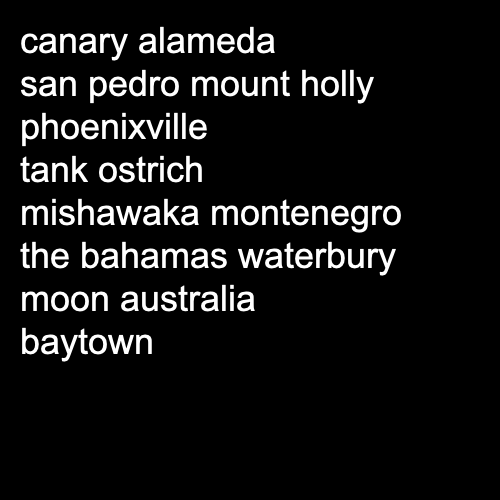 canary alameda
san pedro mount holly
phoenixville
tank ostrich
mishawaka montenegro
the bahamas waterbury
moon australia
baytown